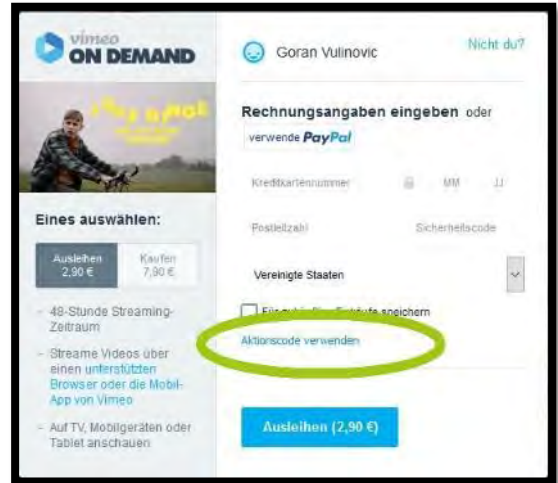 vimeo
ON DEMAND
Eines auswählen:
Ausleihen
2,90 €
Kaufen
7,90 €
- 48-Stunde Streaming-
Zeitraum
- Streame Videos über
einen unterstützten
Browser oder die Mobil-
App von Vimeo
- Auf TV, Mobilgeräten oder
Tablet anschauen
Goran Vulinovic
Nicht du?
Rechnungsangaben eingeben oder
verwende PayPal
Kreditkartennummer MM JJ
Postleitzahl Sicherheitscode
Vereinigte Staaten
Für speichern
Aktionscode verwenden
Ausleihen (2,90 €)